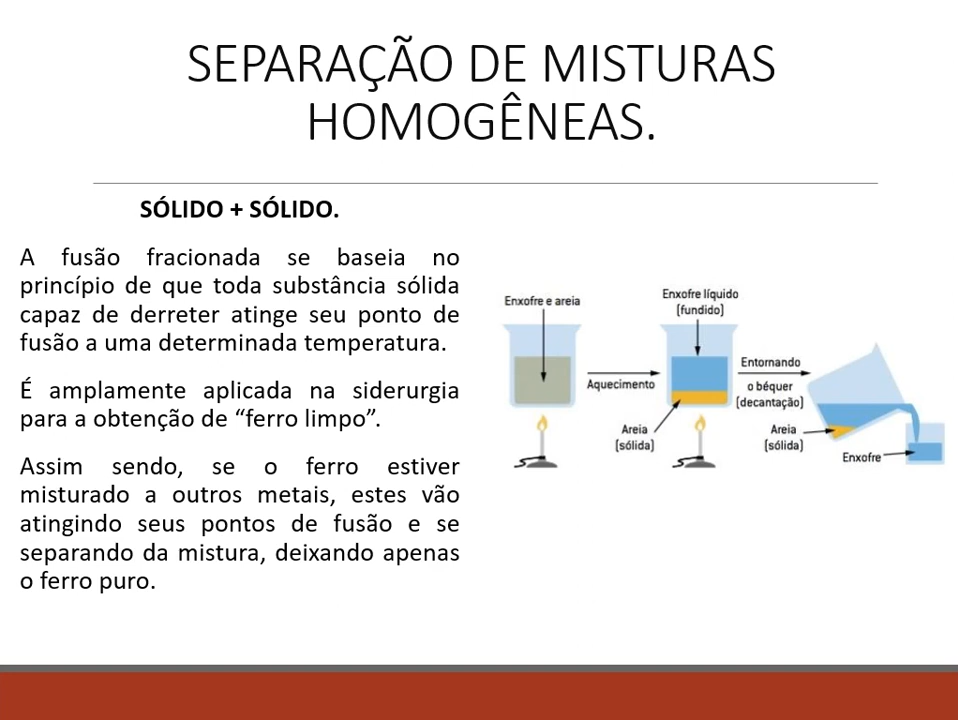 SEPARAÇÃO DE MISTURAS
HOMOGÊNEAS.
SÓLIDO + SÓLIDO.
A fusão fracionada se baseia no
princípio de que toda substância sólida
capaz de derreter atinge seu ponto de
fusão a uma determinada temperatura.
É amplamente aplicada na siderurgia
para a obtenção de “ferro limpo”.
Assim sendo, se o ferro estiver
misturado a outros metais, estes vão
atingindo seus pontos de fusão e se
separando da mistura, deixando apenas
o ferro puro.
Enxofre e areia
Aquecimento
Enxofre líquido
(fundido)
Areia
(sólida)
Entornando
o béquer
(decantação)
Areia
(sólida)
Enxofre